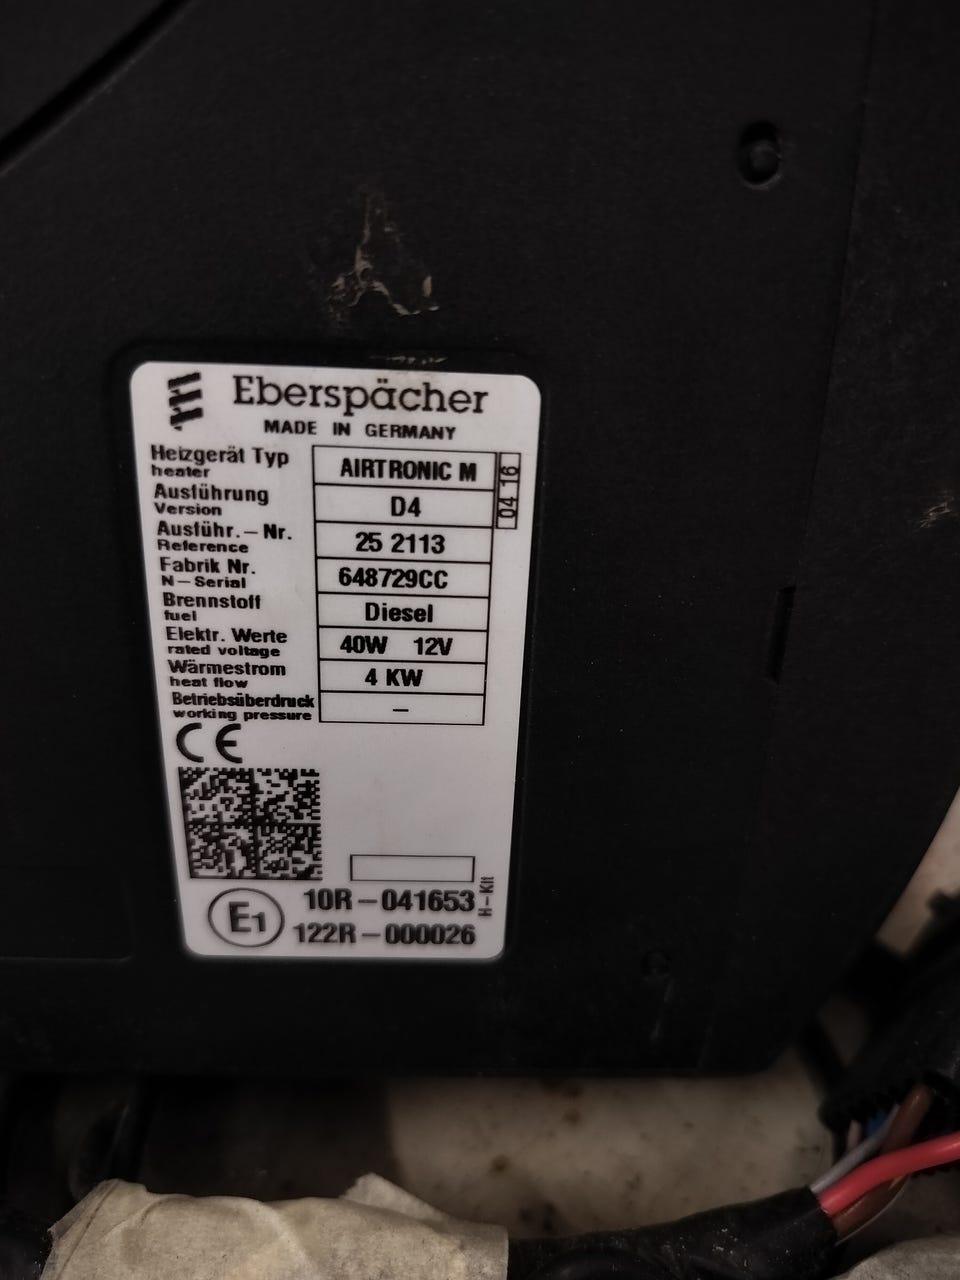 Eberspächer
MADE IN GERMANY
Heizgerät Typ
heater
AIRTRONIC M
04 16
Ausführung
Version
D4
Ausführ.-Nr.
Reference
25 2113
Fabrik Nr.
N-Serial
648729CC
Brennstoff
fuel
Diesel
Elektr. Werte
rated voltage
40W 12V
Wärmestrom
heat flow
4 KW
Betriebsüberdruck
working pressure
–
CE
H-Kit
E1
10R-041653
122R-000026